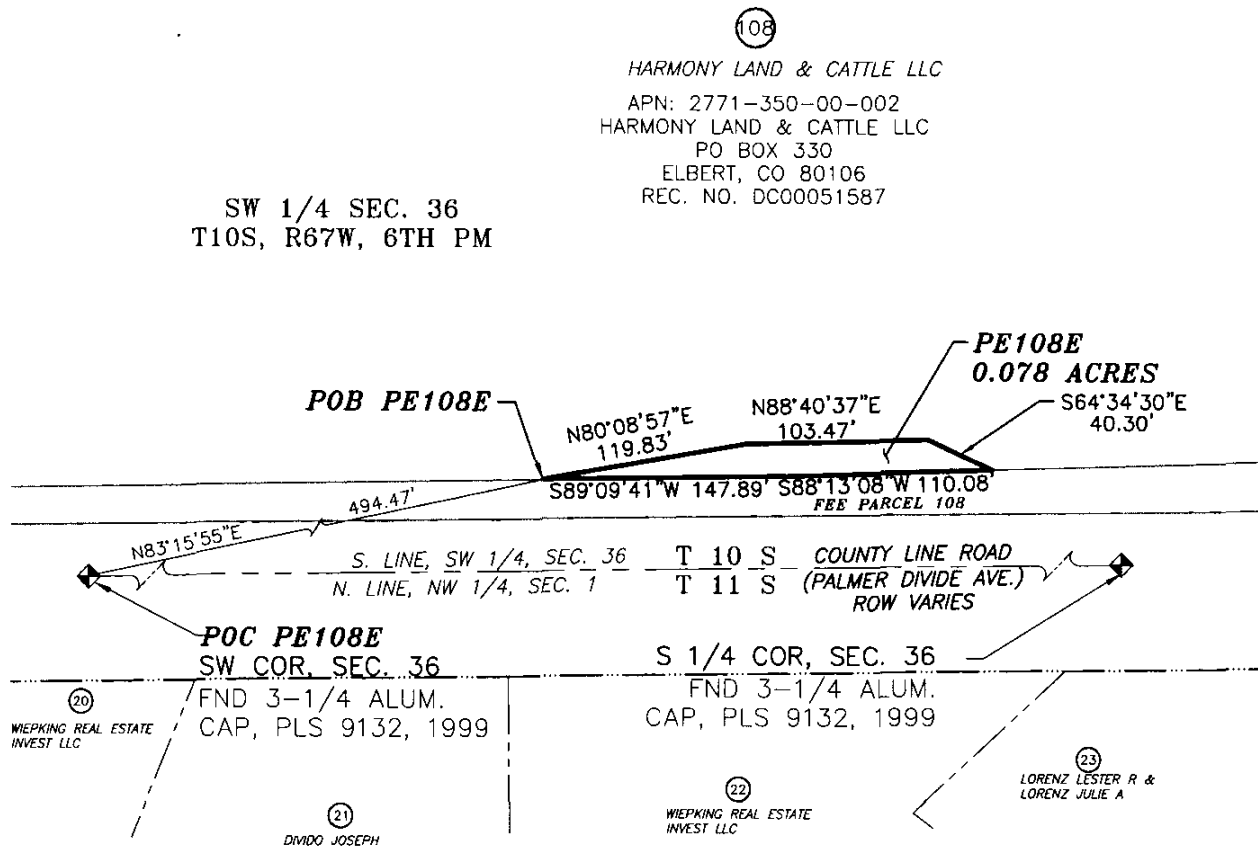 108
HARMONY LAND & CATTLE LLC
APN: 2771-350-00-002
HARMONY LAND & CATTLE LLC
PO BOX 330
ELBERT, CO 80106
REC. NO. DC00051587
SW 1/4 SEC. 36
T10S, R67W, 6TH PM
PE108E
0.078 ACRES
POB PE108E
N80°08'57"E
119.83'
N88°40'37"E
103.47'
S64°34'30"E
40.30'
S89°09'41"W 147.89' S88°13'08"W 110.08'
FEE PARCEL 108
N83°15'55"E 494.47'
S. LINE, SW 1/4, SEC. 36
N. LINE, NW 1/4, SEC. 1
T 10 S
T 11 S
COUNTY LINE ROAD
(PALMER DIVIDE AVE.)
ROW VARIES
POC PE108E
SW COR, SEC. 36
FND 3-1/4 ALUM.
CAP, PLS 9132, 1999
S 1/4 COR, SEC. 36
FND 3-1/4 ALUM.
CAP, PLS 9132, 1999
20
WIEPKING REAL ESTATE
INVEST LLC
21
DIVIDO JOSEPH
22
WIEPKING REAL ESTATE
INVEST LLC
23
LORENZ LESTER R &
LORENZ JULIE A